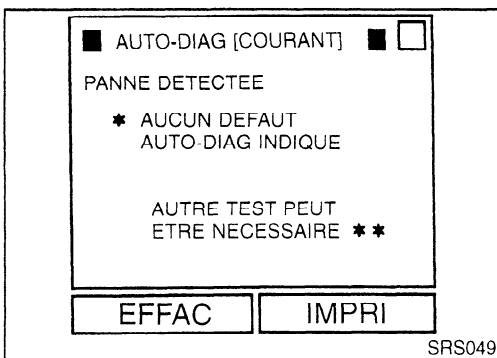 AUTO-DIAG [COURANT]
PANNE DETECTEE
* AUCUN DEFAUT
AUTO-DIAG INDIQUE
AUTRE TEST PEUT
ETRE NECESSAIRE **
EFFAC IMPRI
SRS049